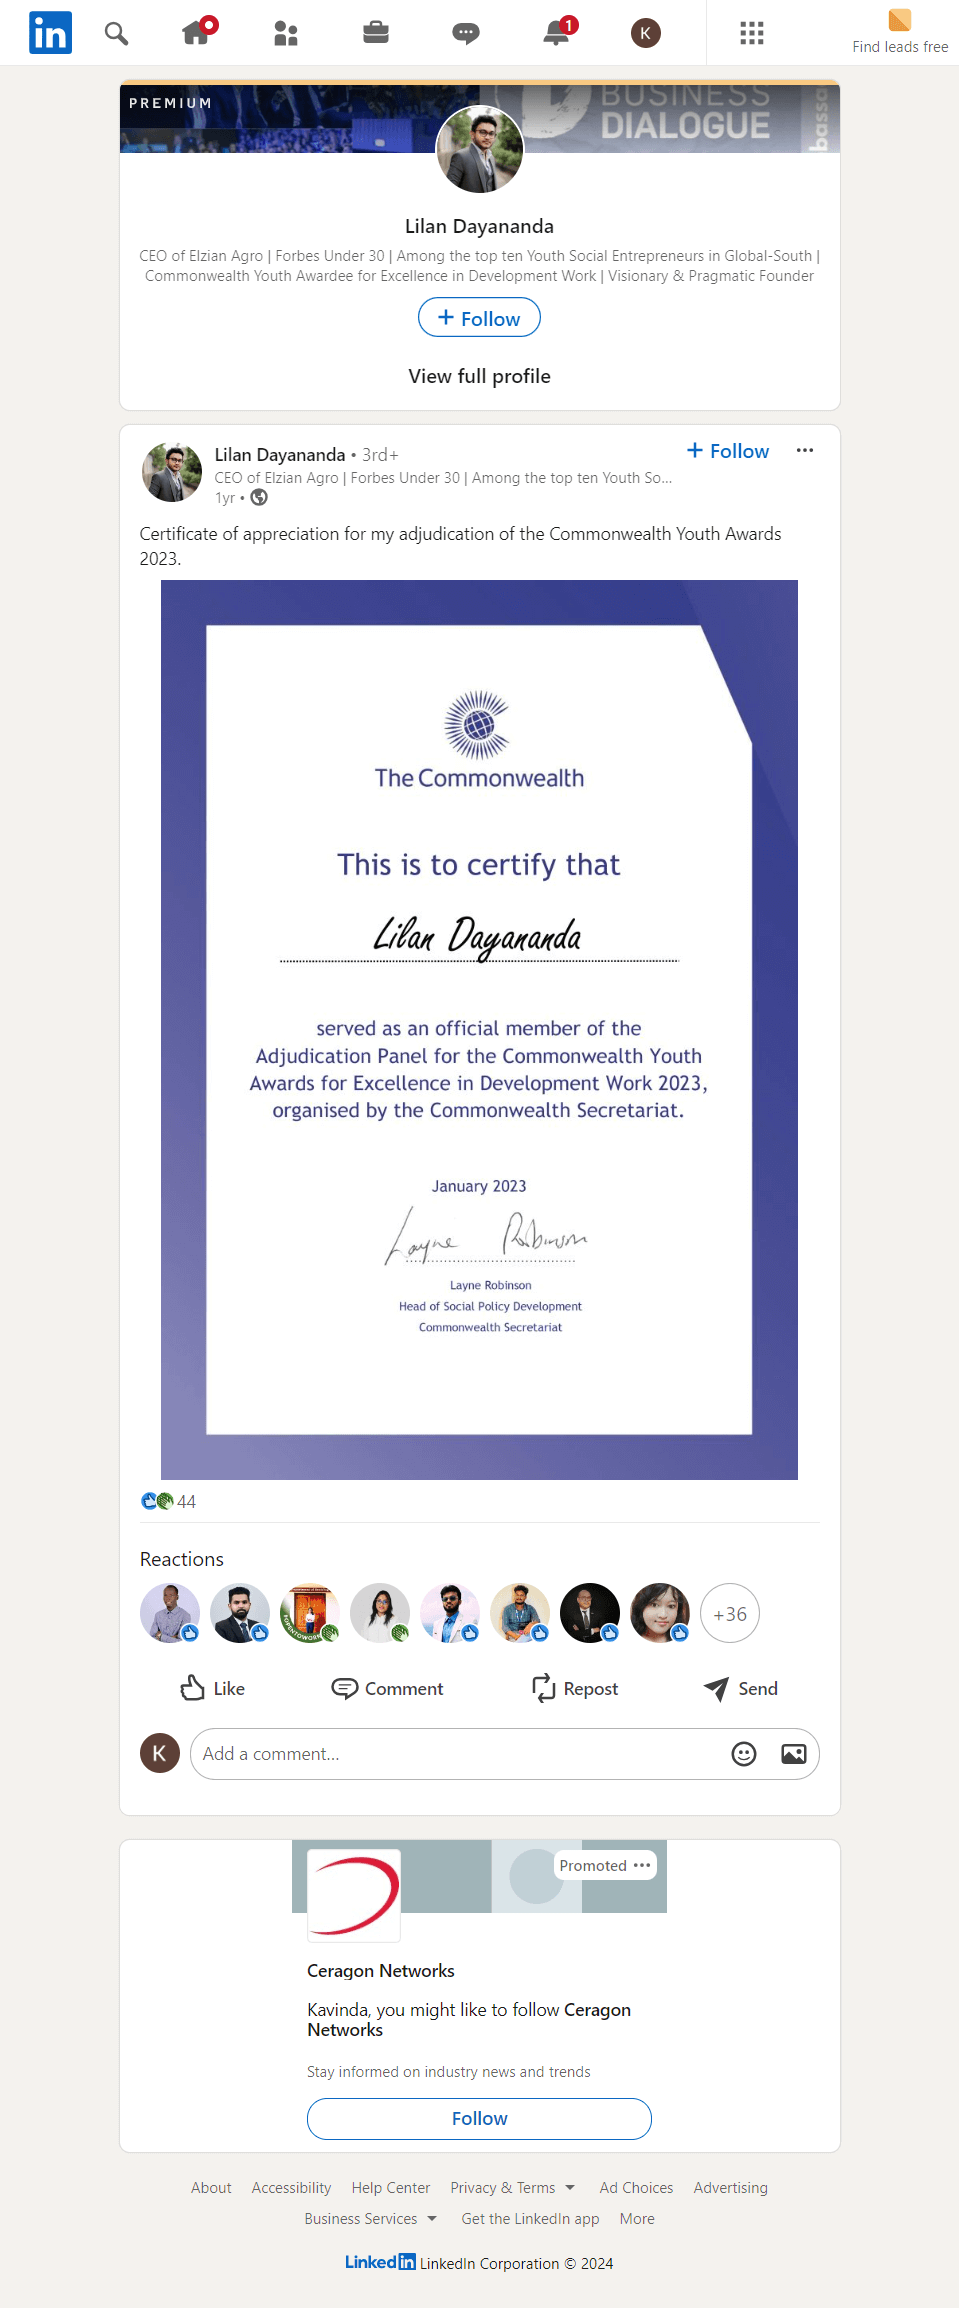 in
1
K
Find leads free
PREMIUM
BUSINESS
DIALOGUE
bassa
Lilan Dayananda
CEO of Elzian Agro | Forbes Under 30 | Among the top ten Youth Social Entrepreneurs in Global-South |
Commonwealth Youth Awardee for Excellence in Development Work | Visionary & Pragmatic Founder
+ Follow
View full profile
Lilan Dayananda • 3rd+
+ Follow
CEO of Elzian Agro | Forbes Under 30 | Among the top ten Youth So...
1yr •
Certificate of appreciation for my adjudication of the Commonwealth Youth Awards
2023.
The Commonwealth
This is to certify that
Lilan Dayananda
served as an official member of the
Adjudication Panel for the Commonwealth Youth
Awards for Excellence in Development Work 2023,
organised by the Commonwealth Secretariat.
January 2023
Layne Robinson
Layne Robinson
Head of Social Policy Development
Commonwealth Secretariat
44
Reactions
#OPENTOWORK
+36
Like
Comment
Repost
Send
K
Add a comment...
Promoted
Ceragon Networks
Kavinda, you might like to follow Ceragon
Networks
Stay informed on industry news and trends
Follow
About
Accessibility
Help Center
Privacy & Terms
Ad Choices
Advertising
Business Services
Get the LinkedIn app
More
Linkedin LinkedIn Corporation © 2024